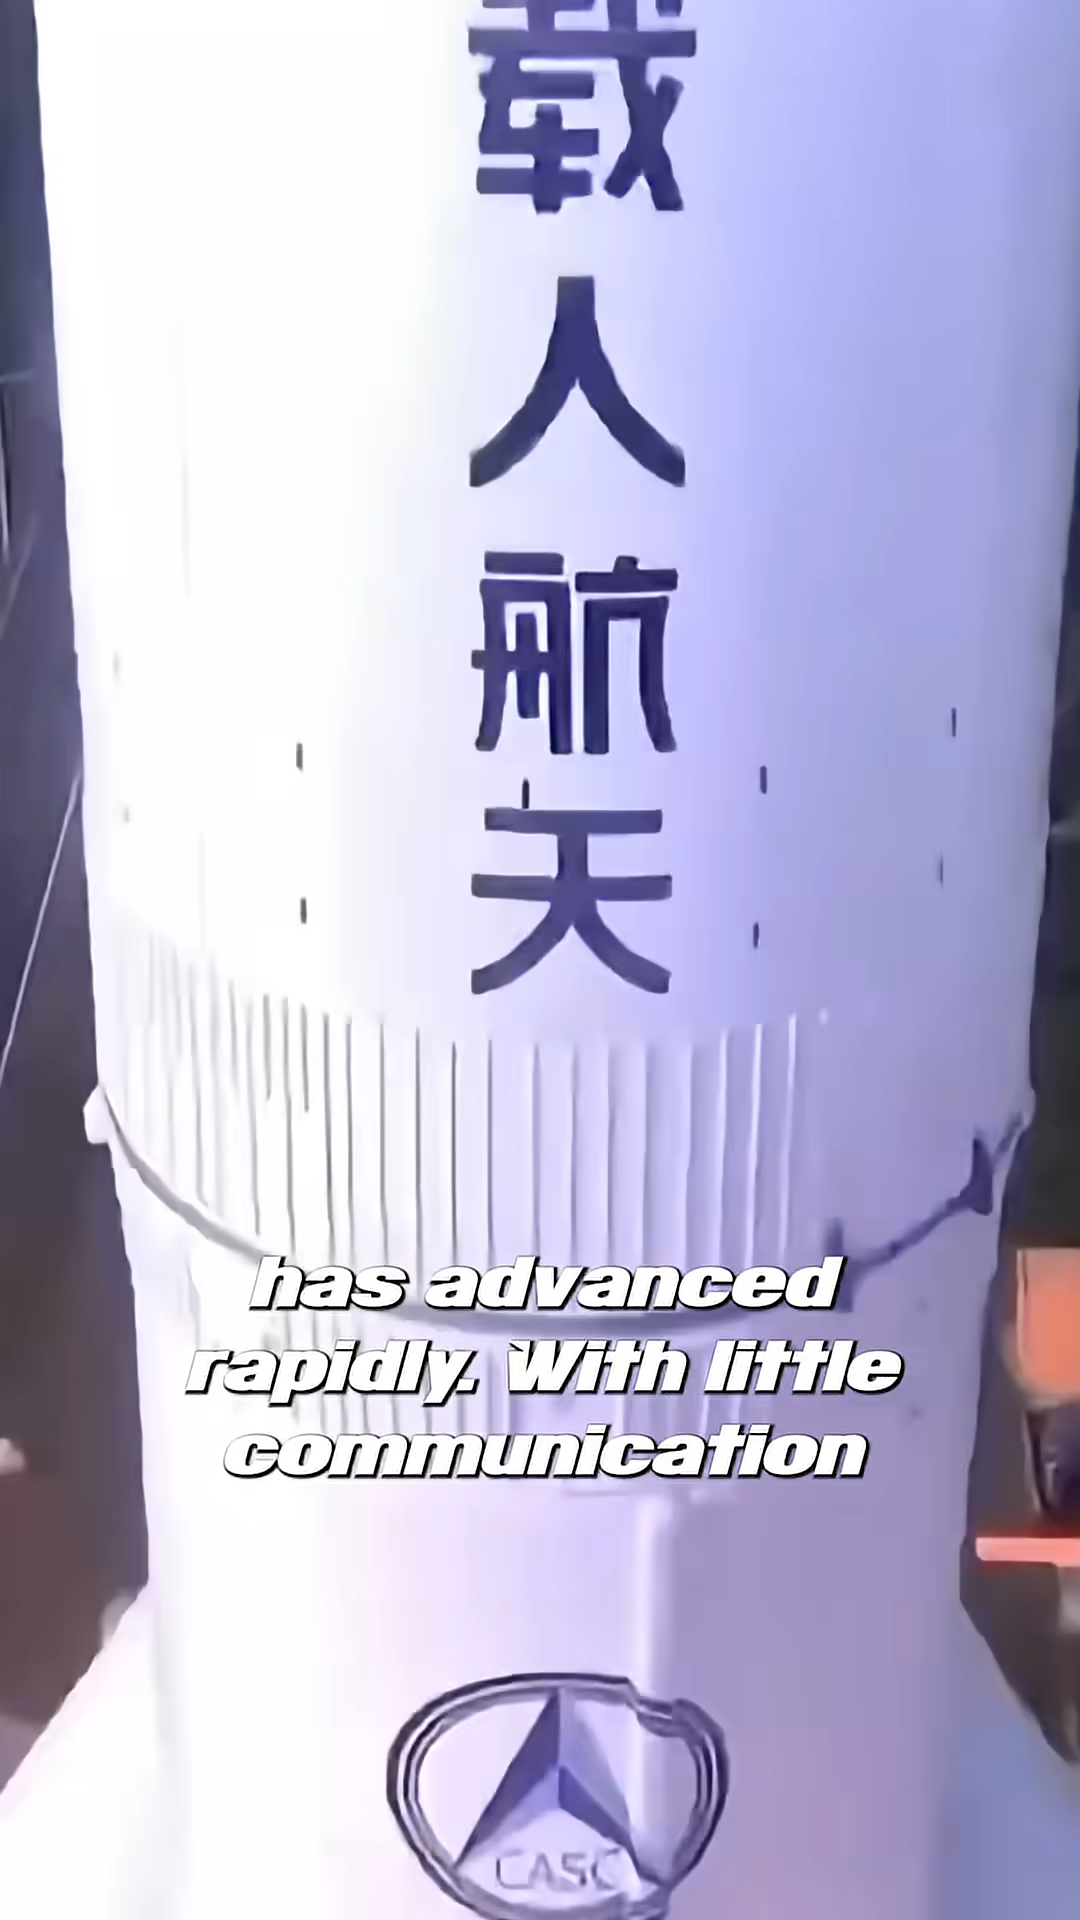 载
人
航
天
has advanced
rapidly. With little
communication
CASC